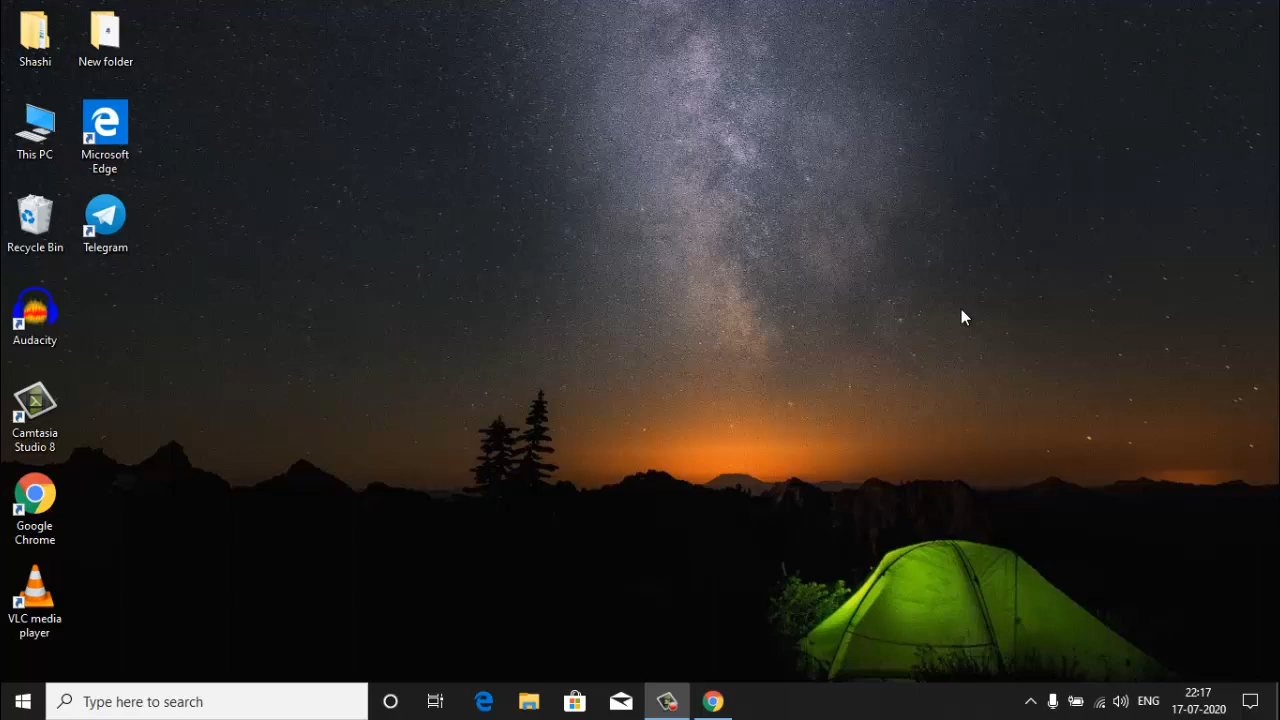 Shashi
New folder
This PC
Microsoft
Edge
Recycle Bin
Telegram
Audacity
Camtasia
Studio 8
Google
Chrome
VLC media
player
Type here to search
ENG
22:17
17-07-2020